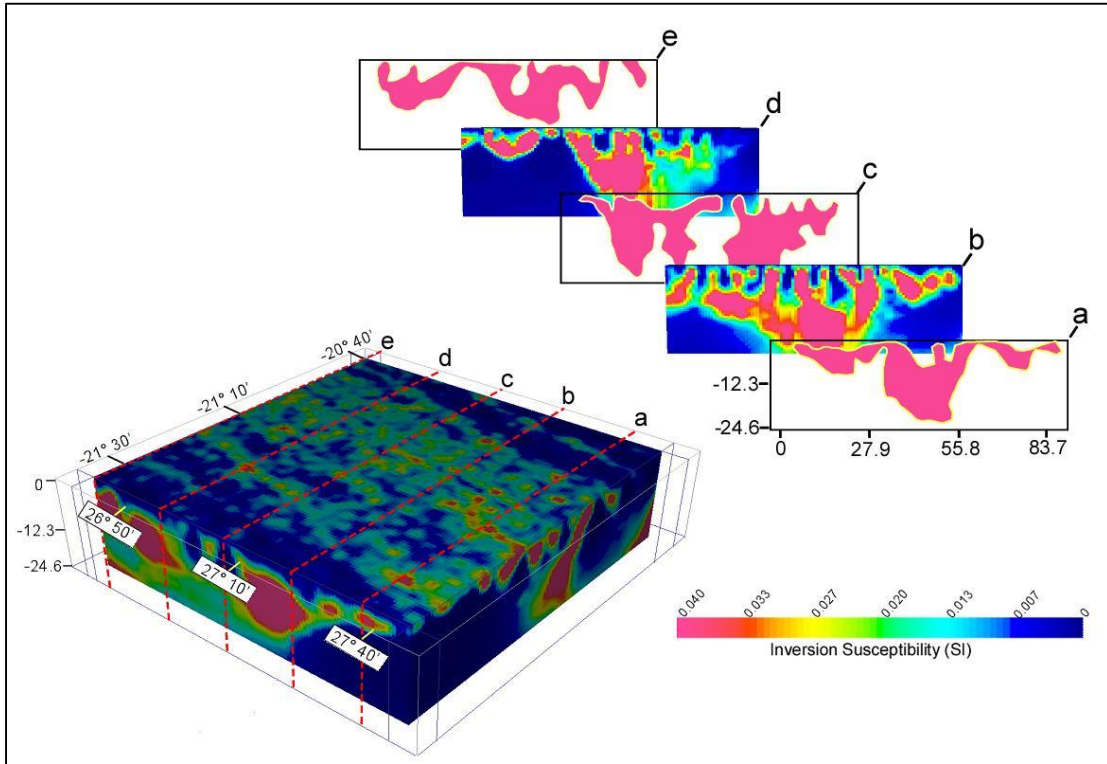 e
d
c
b
a
-12.3
-24.6
0
27.9
55.8
83.7
-20° 40'
-21° 10'
-21° 30'
e
d
c
b
a
0
-12.3
-24.6
26° 50'
27° 10'
27° 40'
0.040
0.033
0.027
0.020
0.013
0.007
0
Inversion Susceptibility (SI)